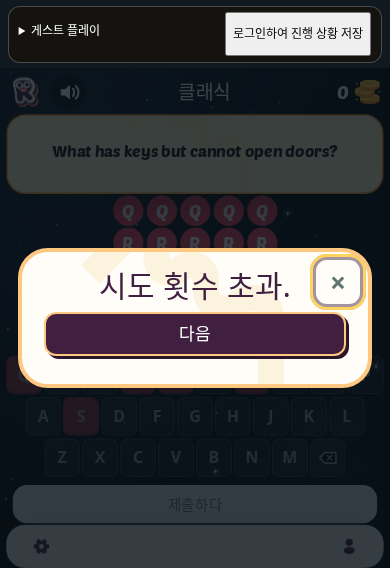 ▶ 게스트 플레이
로그인하여 진행 상황 저장
클래식
0
What has keys but cannot open doors?
Q Q Q Q Q
R R R R R
시도 횟수 초과.
×
다음
A S D F G H J K L
Z X C V B N M
제출하다